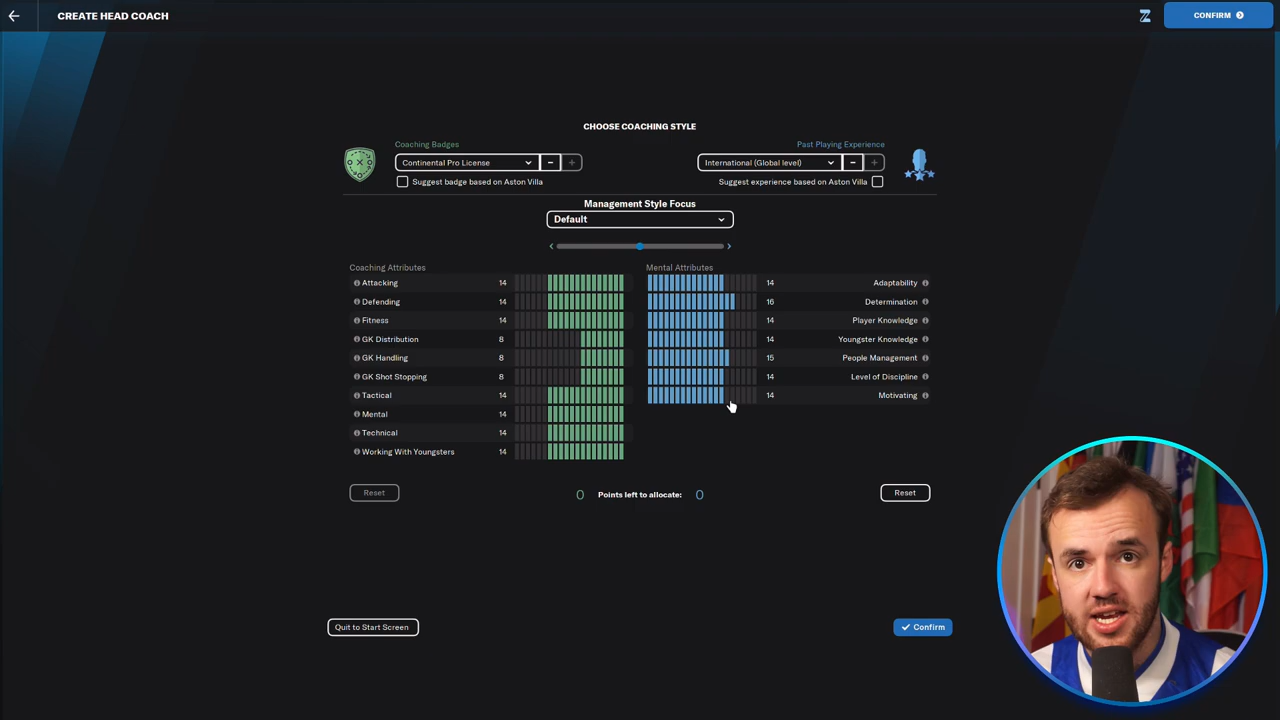 CREATE HEAD COACH
CONFIRM
CHOOSE COACHING STYLE
Coaching Badges
Past Playing Experience
Continental Pro License
International (Global level)
Suggest badge based on Aston Villa
Suggest experience based on Aston Villa
Management Style Focus
Default
Coaching Attributes
Mental Attributes
Attacking 14
14 Adaptability
Defending 14
16 Determination
Fitness 14
14 Player Knowledge
GK Distribution 8
14 Youngster Knowledge
GK Handling 8
15 People Management
GK Shot Stopping 8
14 Level of Discipline
Tactical 14
14 Motivating
Mental 14
Technical 14
Working With Youngsters 14
Reset
0 Points left to allocate: 0
Reset
Quit to Start Screen
Confirm